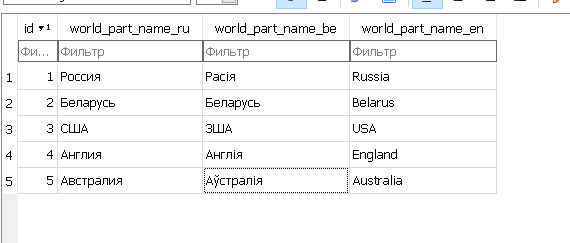 id 1 world_part_name_ru world_part_name_be world_part_name_en
Фи... Фильтр Фильтр Фильтр
1 1 Россия Расія Russia
2 2 Беларусь Беларусь Belarus
3 3 США ЗША USA
4 4 Англия Англія England
5 5 Австралия Аўстралія Australia